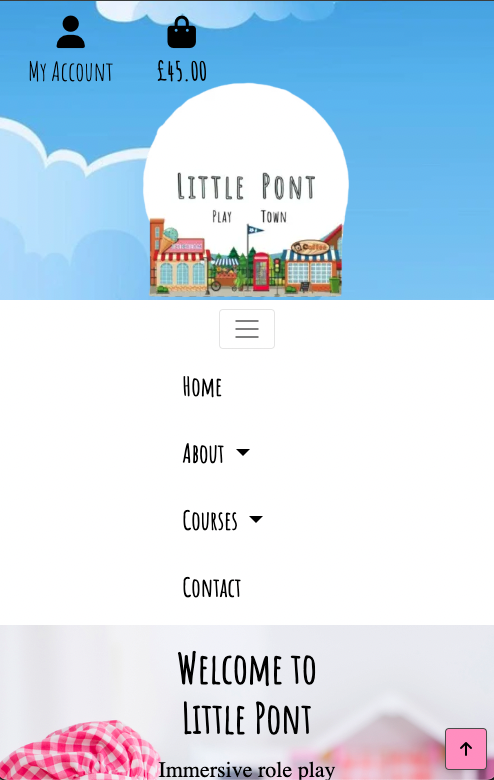 My Account
£45.00
Little Pont
Play Town
Coffee
Home
About
Courses
Contact
Welcome to
Little Pont
Immersive role play